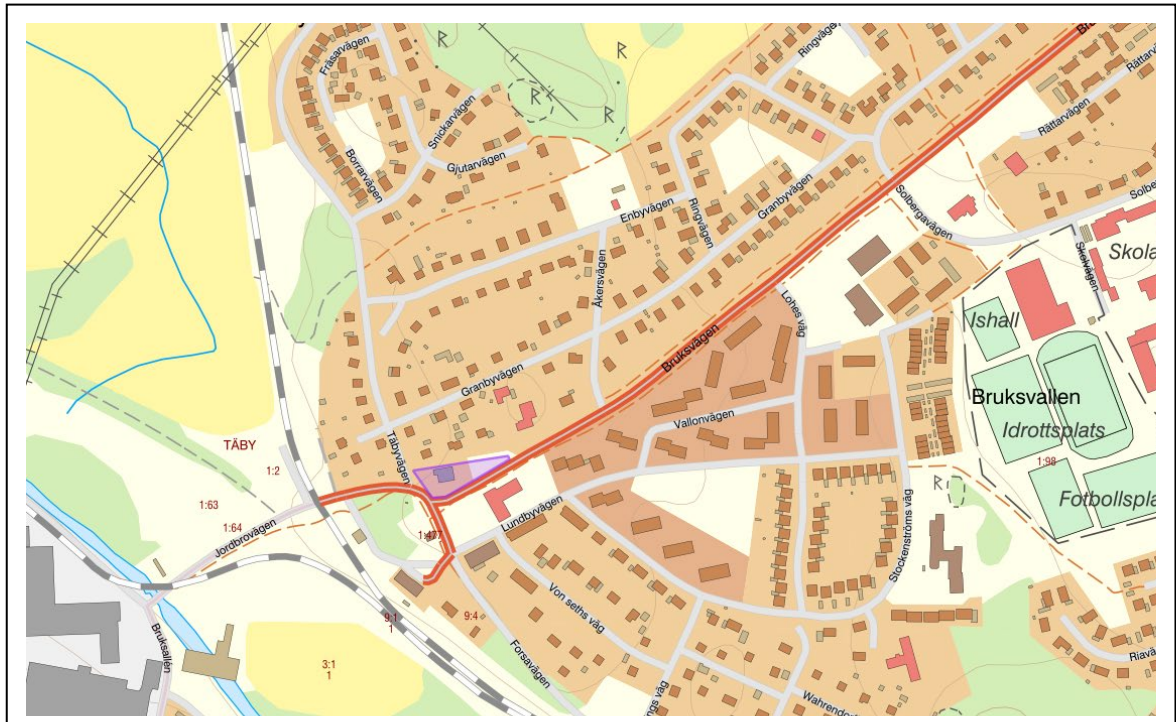 Ringvägen
Fräsarvägen
Snickarvägen
Rättarvägen
Rättarvägen
Borrarvägen
Gjutarvägen
Enbyvägen
Ringvägen
Granbyvägen
Solbergavägen
Skolvägen
Åkersvägen
Lohes väg
Ishall
Bruksvägen
Granbyvägen
Bruksvallen
Idrottsplats
Vallonvägen
Täbyvägen
TÄBY
1:2
1:98
1:63
Fotbollspla
1:64
Jordbrovägen
Lundbyvägen
1:477
Stockenströms väg
Von seths väg
9:1
1
9:4
Bruksallén
Forsavägen
3:1
1
Riavä